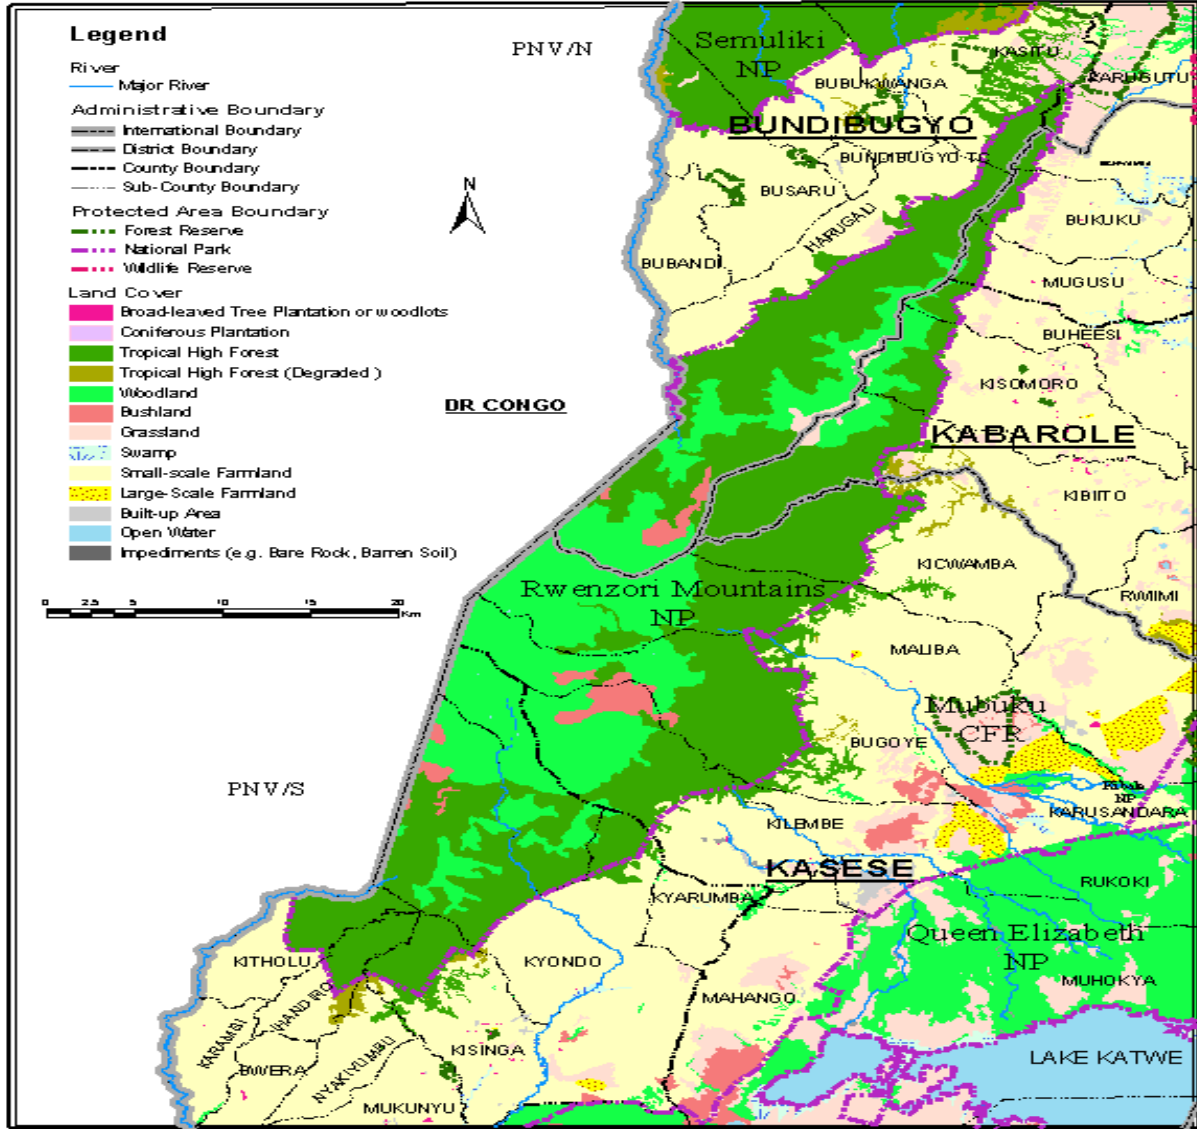 Legend
River
Major River
Administrative Boundary
International Boundary
District Boundary
County Boundary
Sub-County Boundary
Protected Area Boundary
Forest Reserve
National Park
Wildlife Reserve
Land Cover
Broad-leaved Tree Plantation or woodlots
Coniferous Plantation
Tropical High Forest
Tropical High Forest (Degraded )
Woodland
Bushland
Grassland
Swamp
Small-scale Farmland
Large-Scale Farmland
Built-up Area
Open Water
Impediments (e.g. Bare Rock, Barren Soil)
0 2.5 5 10 15 20
Km
N
PNV/N
DR CONGO
PNV/S
Semuliki
NP
KASITU
KARUGUTU
BUBUKWANGA
BUNDIBUGYO
BUNDIBUGYO TC
BUSARU
HARUGALI
BUBANDI
BUKUKU
MUGUSU
BUHEESI
KISOMORO
KABAROLE
KIBIITO
KICWAMBA
RWIIMI
Rwenzori Mountains
NP
MALIBA
Mubuku
CFR
BUGOYE
NP
KARUSANDARA
KILEMBE
KASESE
RUKOKI
KYARUMBA
Queen Elizabeth
NP
KITHOLU
KYONDO
MUHOKYA
MAHANGO
IHANDIRO
KARAMBI
KISINGA
LAKE KATWE
BWERA
NYAKIYUMBU
MUKUNYU